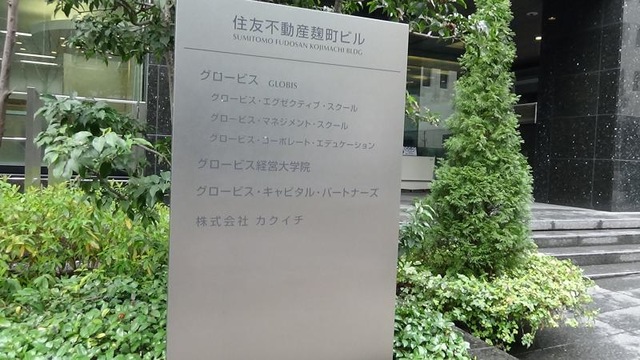 住友不動産麹町ビル
SUMITOMO FUDOSAN KOJIMACHI BLDG
グロービス GLOBIS
グロービス・エグゼクティブ・スクール
グロービス・マネジメント・スクール
グロービス・コーポレート・エデュケーション
グロービス経営大学院
グロービス・キャピタル・パートナーズ
株式会社 カクイチ